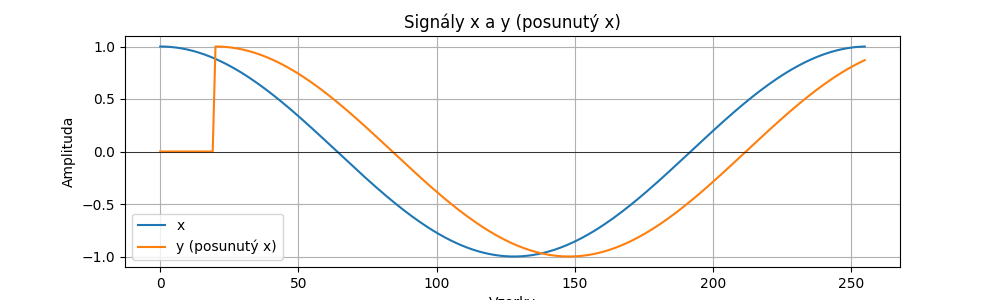 Signály x a y (posunutý x)
Amplituda
1.0
0.5
0.0
−0.5
−1.0
x
y (posunutý x)
0 50 100 150 200 250